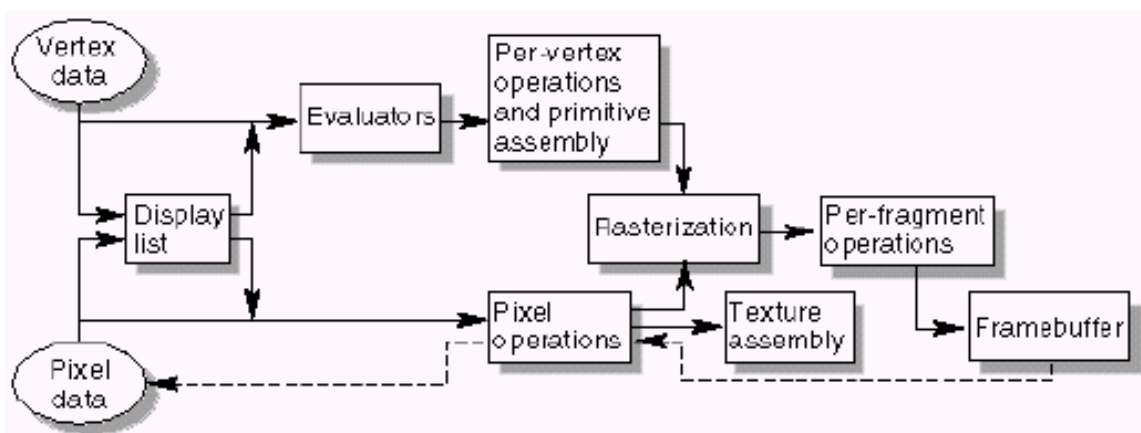 Vertex
data
Per-vertex
operations
and primitive
assembly
Evaluators
Display
list
Rasterization
Per-fragment
operations
Pixel
operations
Texture
assembly
Framebuffer
Pixel
data